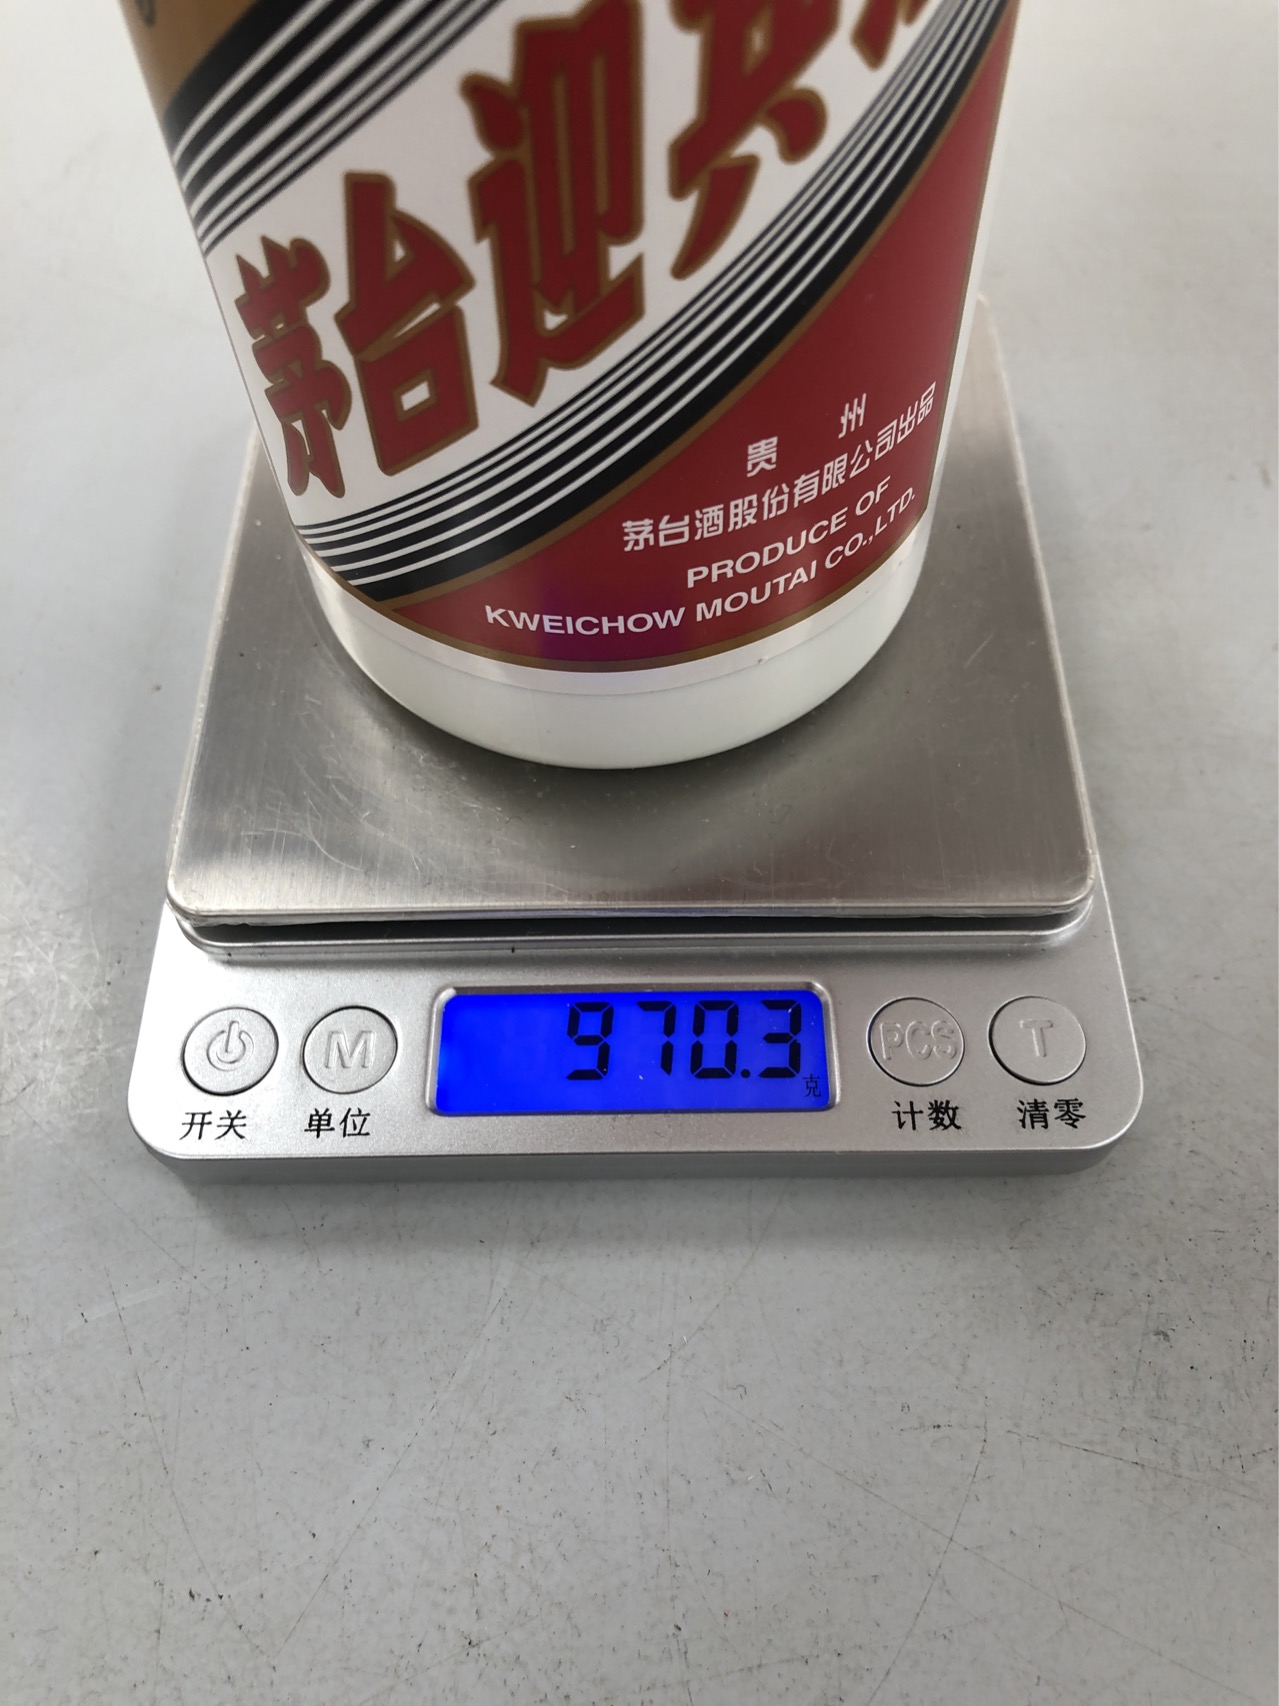 茅台迎宾
贵州
茅台酒股份有限公司出品
PRODUCE OF
KWEICHOW MOUTAI CO.,LTD.
970.3
克
M
PCS
T
开关
单位
计数
清零